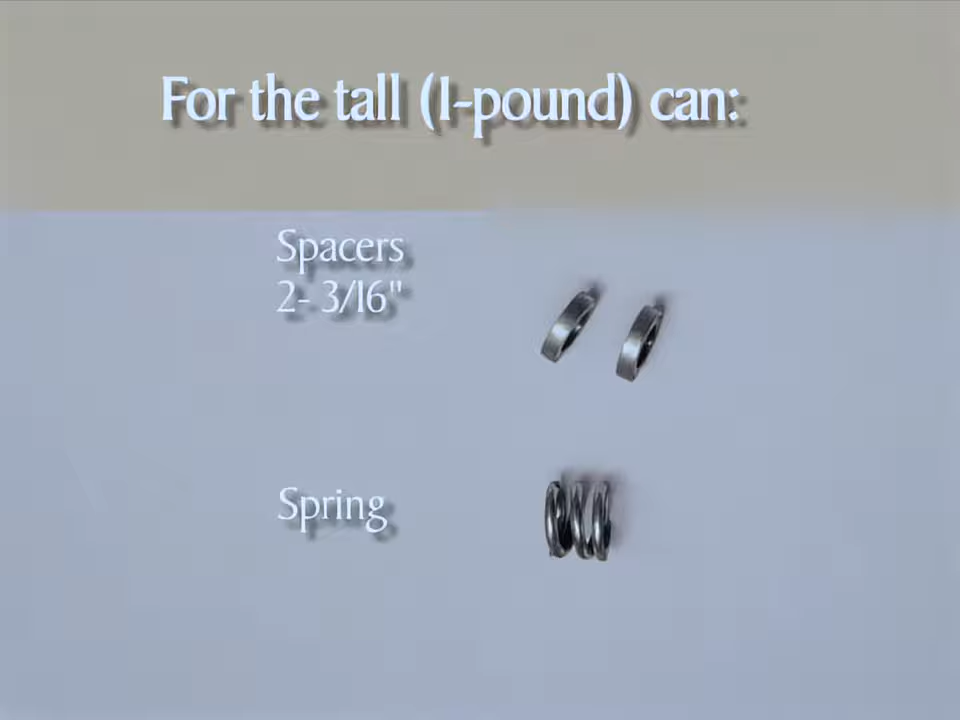 For the tall (1-pound) can:
Spacers
2- 3/16"
Spring